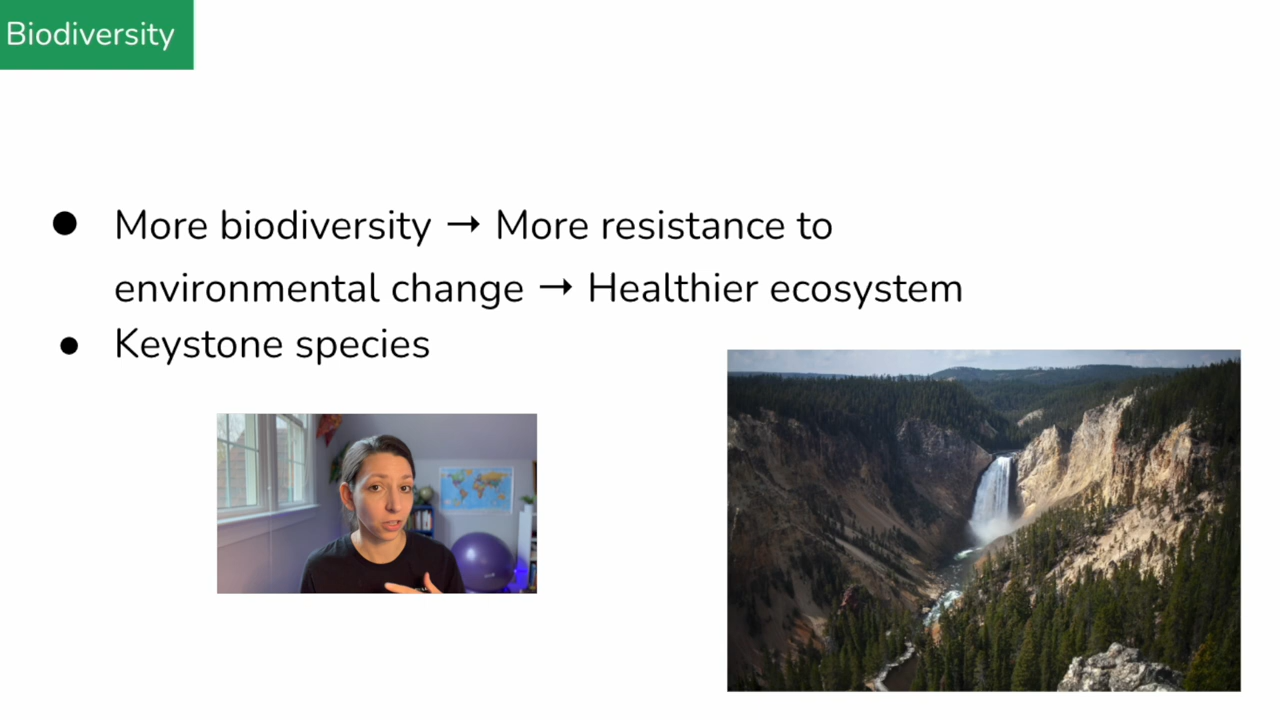 Biodiversity
● More biodiversity → More resistance to
environmental change → Healthier ecosystem
● Keystone species